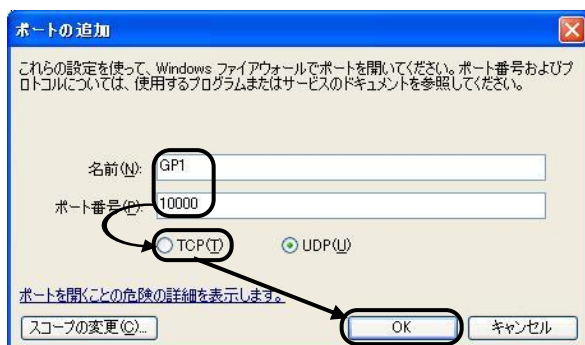 ポートの追加
これらの設定を使って、Windows ファイアウォールでポートを開いてください。ポート番号およびプ
ロトコルについては、使用するプログラムまたはサービスのドキュメントを参照してください。
名前(N): GP1
ポート番号(P): 10000
TCP(T) UDP(U)
ポートを開くことの危険の詳細を表示します。
スコープの変更(C)... OK キャンセル